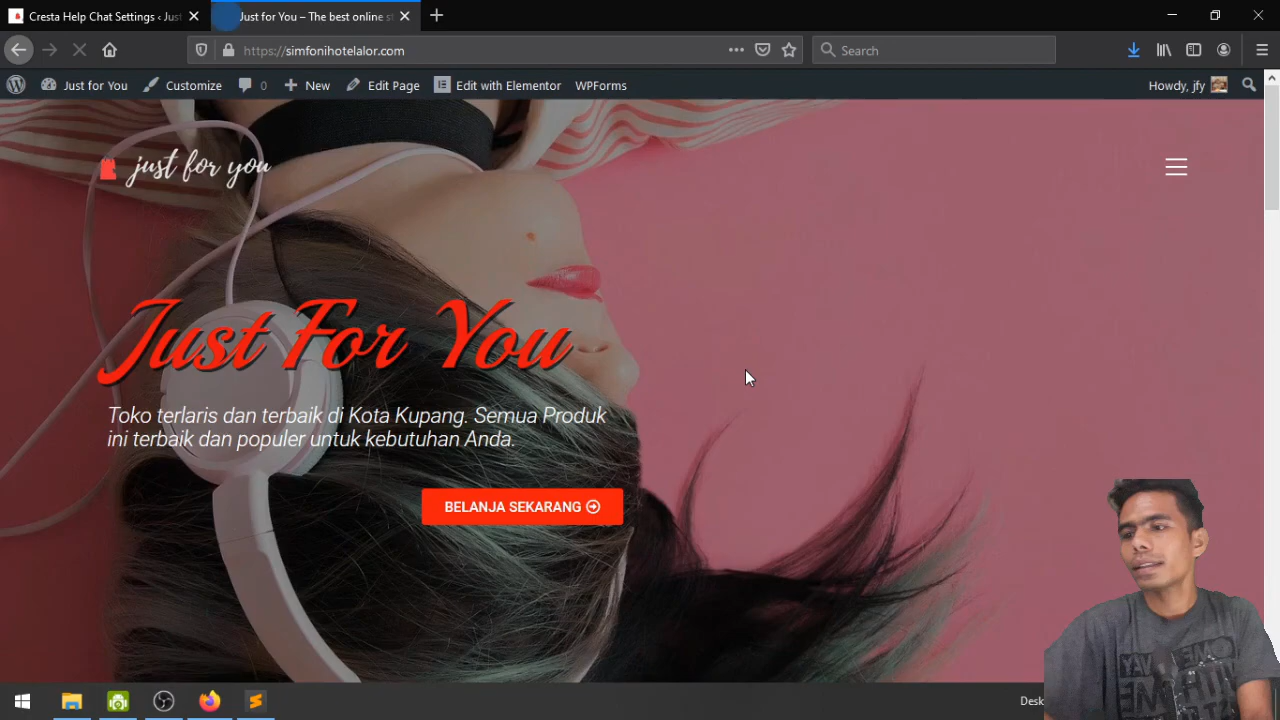 Cresta Help Chat Settings ‹ Just
Just for You – The best online st
https://simfonihotelalor.com
Search
Just for You
Customize
0
New
Edit Page
Edit with Elementor
WPForms
Howdy, jfy
just for you
Just For You
Toko terlaris dan terbaik di Kota Kupang. Semua Produk
ini terbaik dan populer untuk kebutuhan Anda.
BELANJA SEKARANG
Desk